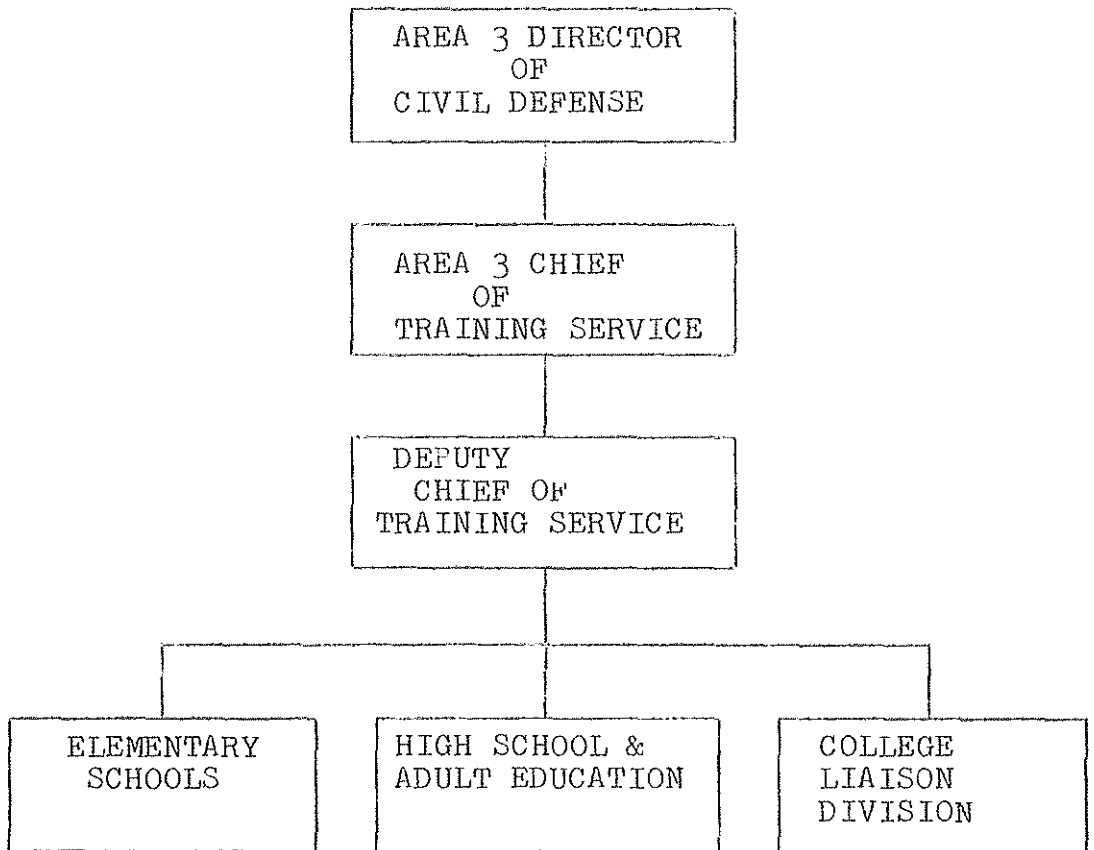 AREA 3 DIRECTOR
OF
CIVIL DEFENSE
AREA 3 CHIEF
OF
TRAINING SERVICE
DEPUTY
CHIEF OF
TRAINING SERVICE
ELEMENTARY
SCHOOLS
HIGH SCHOOL &
ADULT EDUCATION
COLLEGE
LIAISON
DIVISION